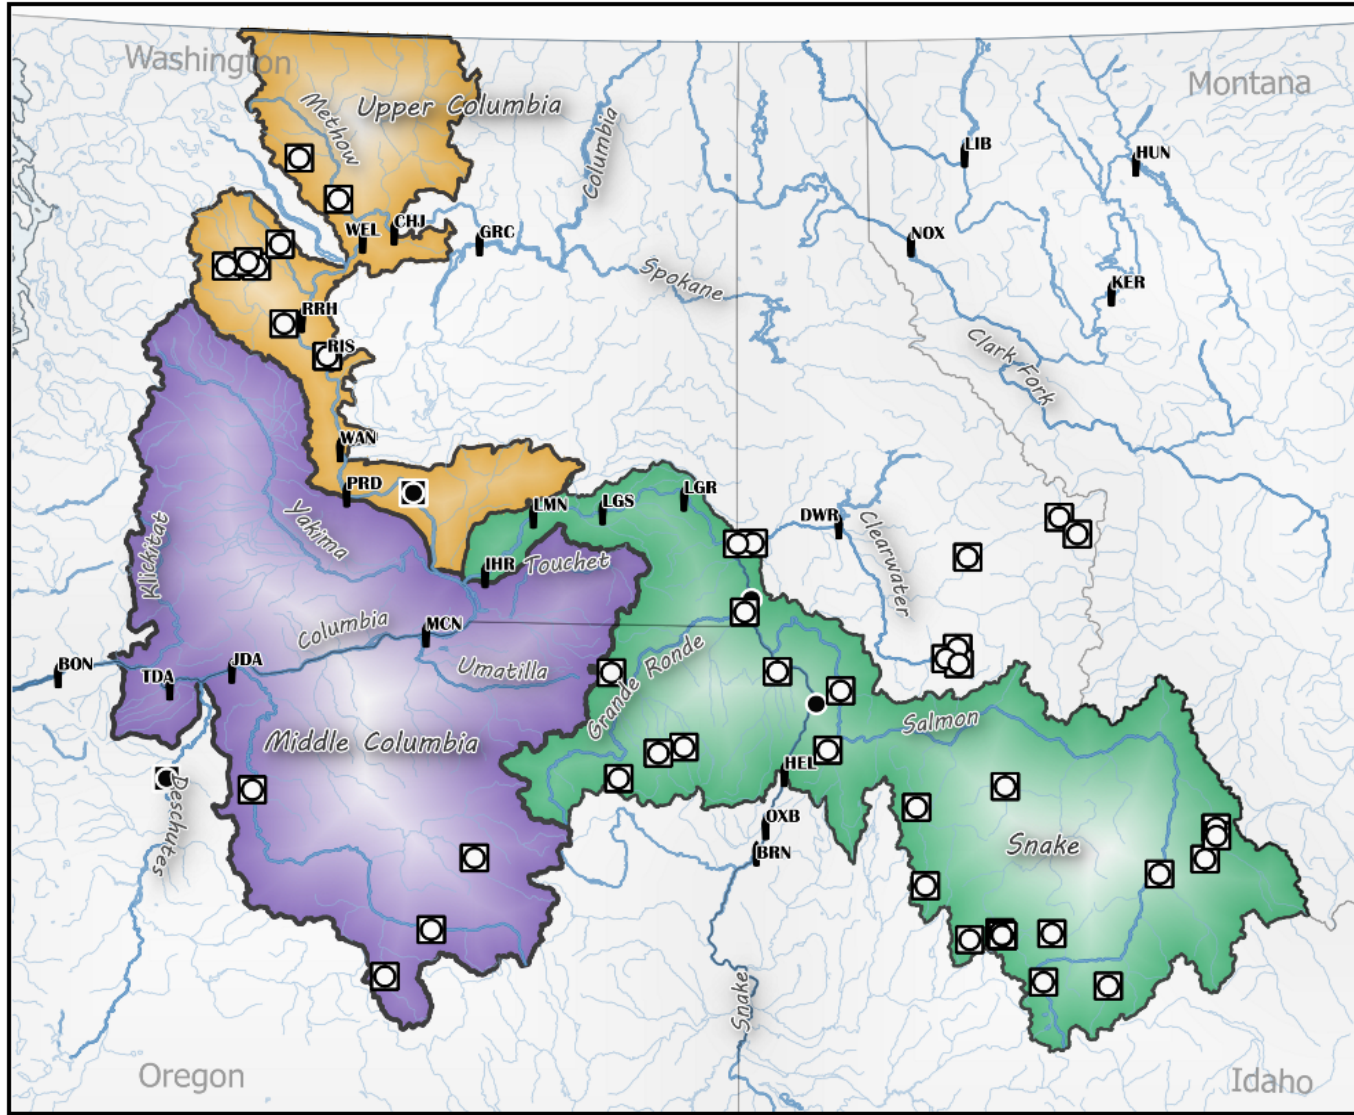 Washington
Montana
Methow
Upper Columbia
Columbia
LIB
HUN
WEL
CHJ
GRC
NOX
Spokane
KER
RRH
RIS
Clark Fork
WAN
PRD
LMN
LGS
LGR
DWR
Clearwater
Klickitat
Yakima
IHR
Touchet
Columbia
MCN
BON
TDA
JDA
Umatilla
Grande Ronde
Salmon
Middle Columbia
HEL
Deschutes
OXB
BRN
Snake
Snake
Oregon
Idaho